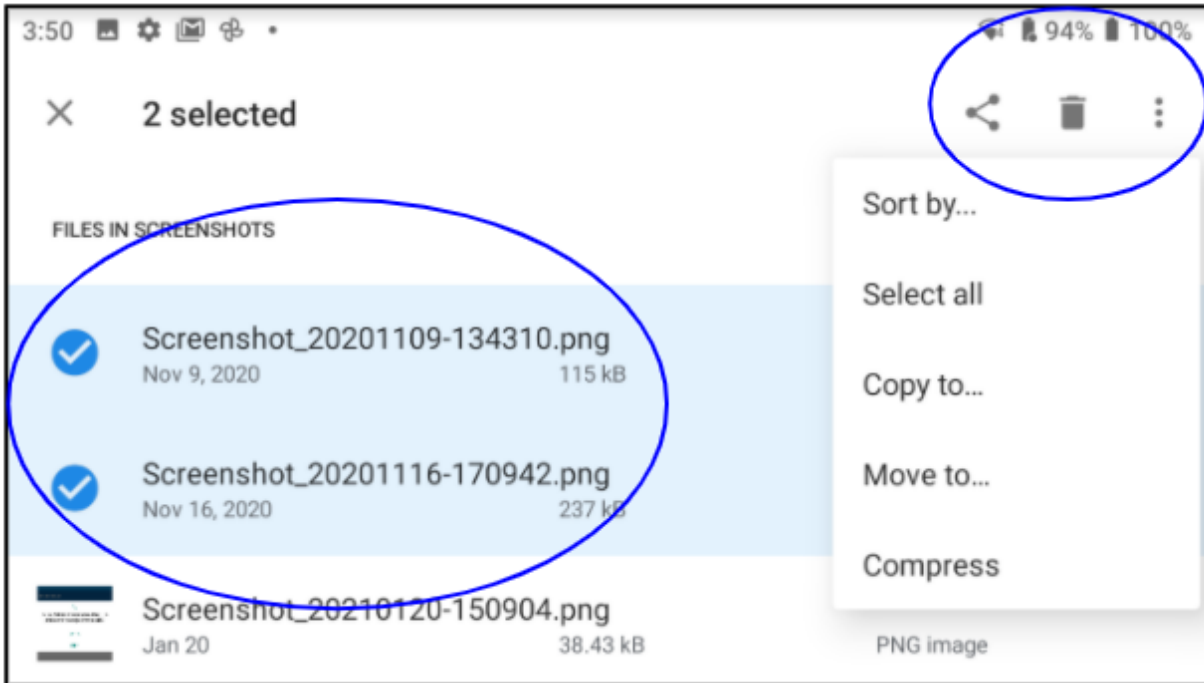 3:50 94% 100%
2 selected
FILES IN SCREENSHOTS
Sort by...
Select all
Screenshot_20201109-134310.png
Nov 9, 2020 115 kB
Copy to...
Screenshot_20201116-170942.png
Nov 16, 2020 237 kB
Move to...
Compress
Screenshot_20210120-150904.png
Jan 20 38.43 kB PNG image